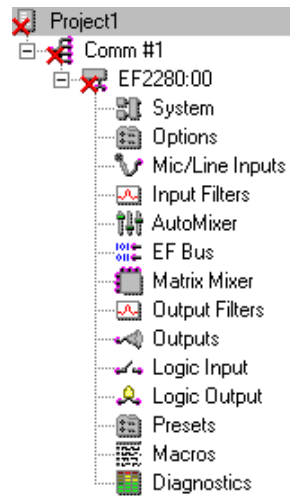 Project1
Comm #1
EF2280:00
System
Options
Mic/Line Inputs
Input Filters
AutoMixer
EF Bus
Matrix Mixer
Output Filters
Outputs
Logic Input
Logic Output
Presets
Macros
Diagnostics